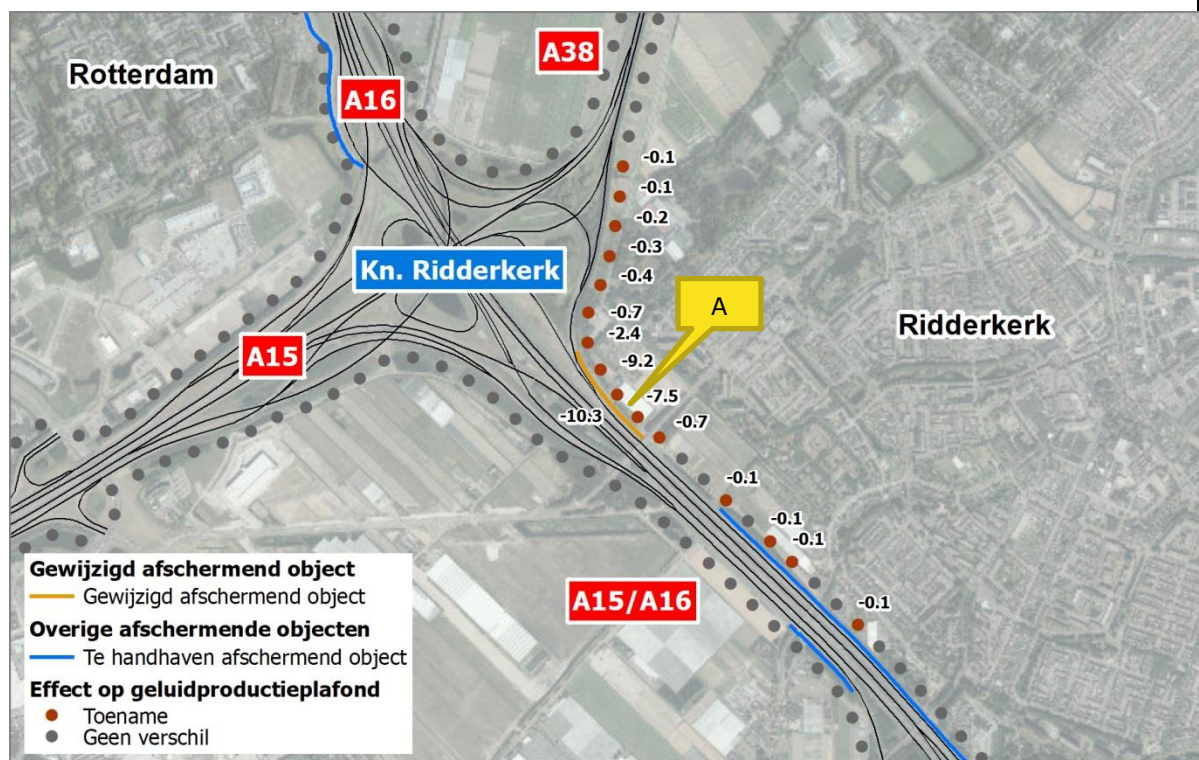 Rotterdam
A38
A16
-0.1
-0.1
-0.2
-0.3
-0.4
Kn. Ridderkerk
A
-0.7
Ridderkerk
-2.4
A15
-9.2
-7.5
-10.3
-0.7
-0.1
-0.1
-0.1
A15/A16
-0.1
Gewijzigd afschermend object
Gewijzigd afschermend object
Overige afschermende objecten
Te handhaven afschermend object
Effect op geluidproductieplafond
Toename
Geen verschil